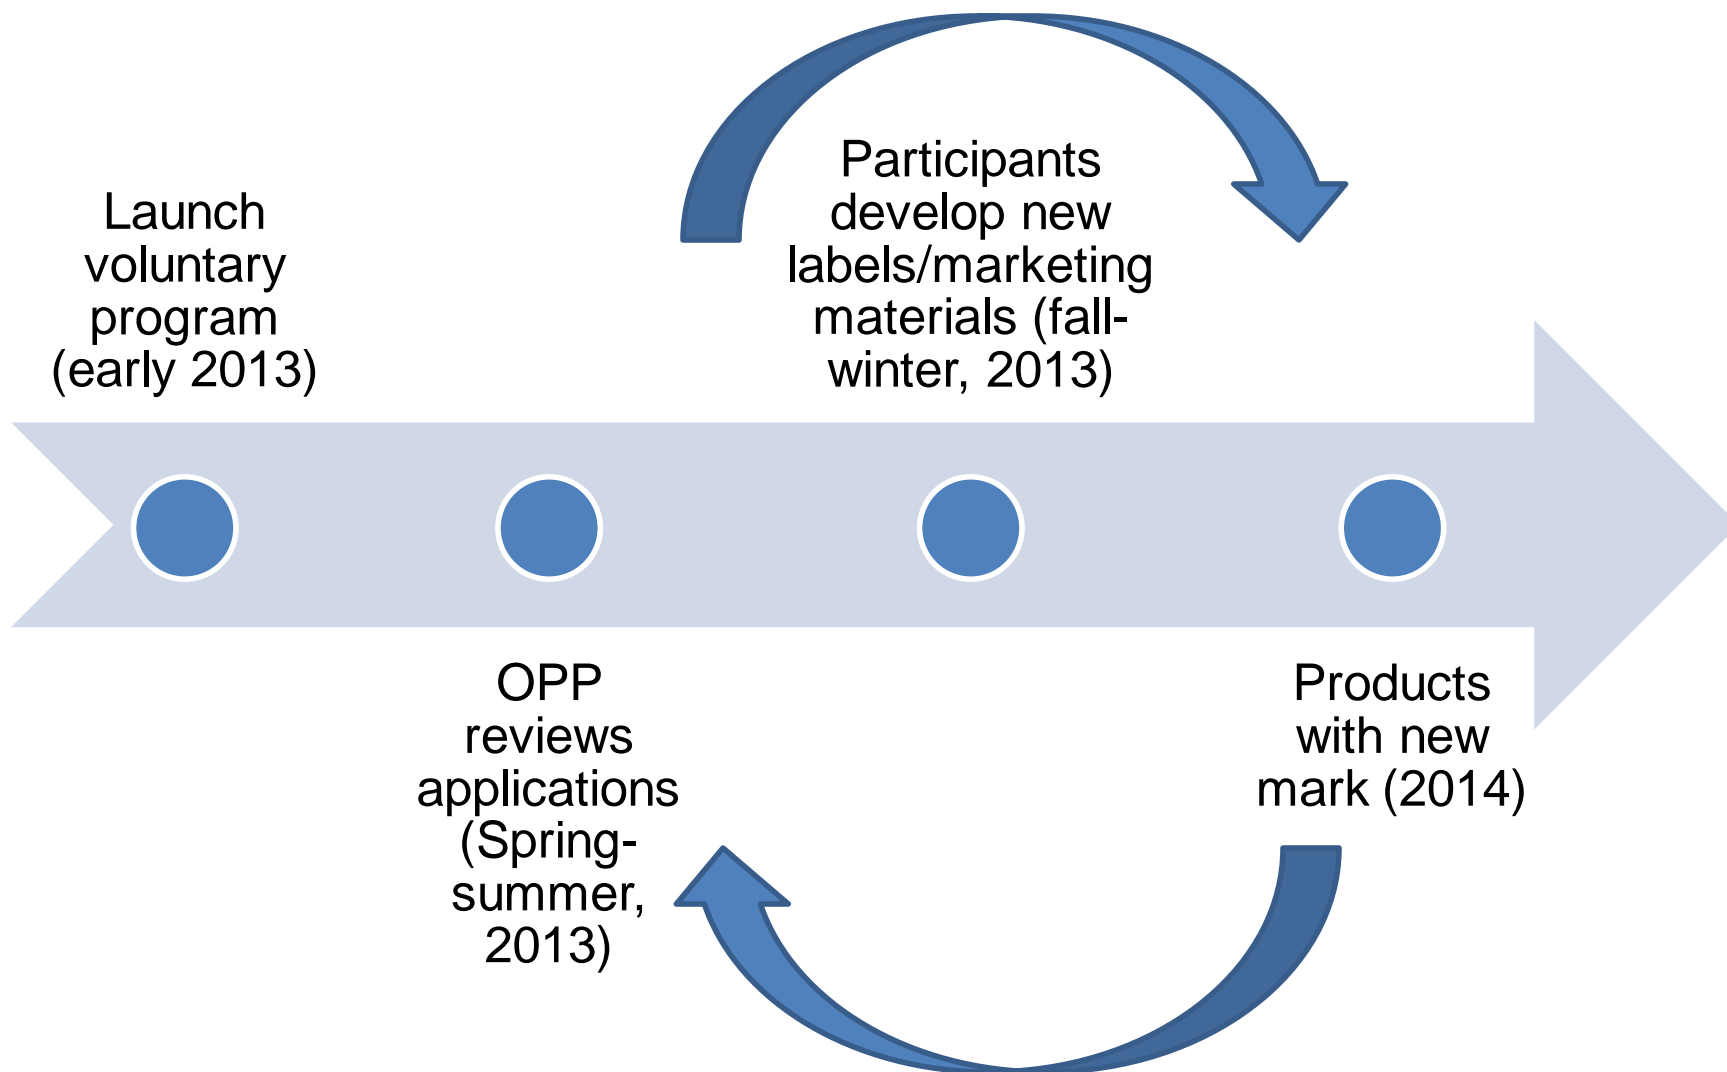 Launch
voluntary
program
(early 2013)
OPP
reviews
applications
(Spring-
summer,
2013)
Participants
develop new
labels/marketing
materials (fall-
winter, 2013)
Products
with new
mark (2014)